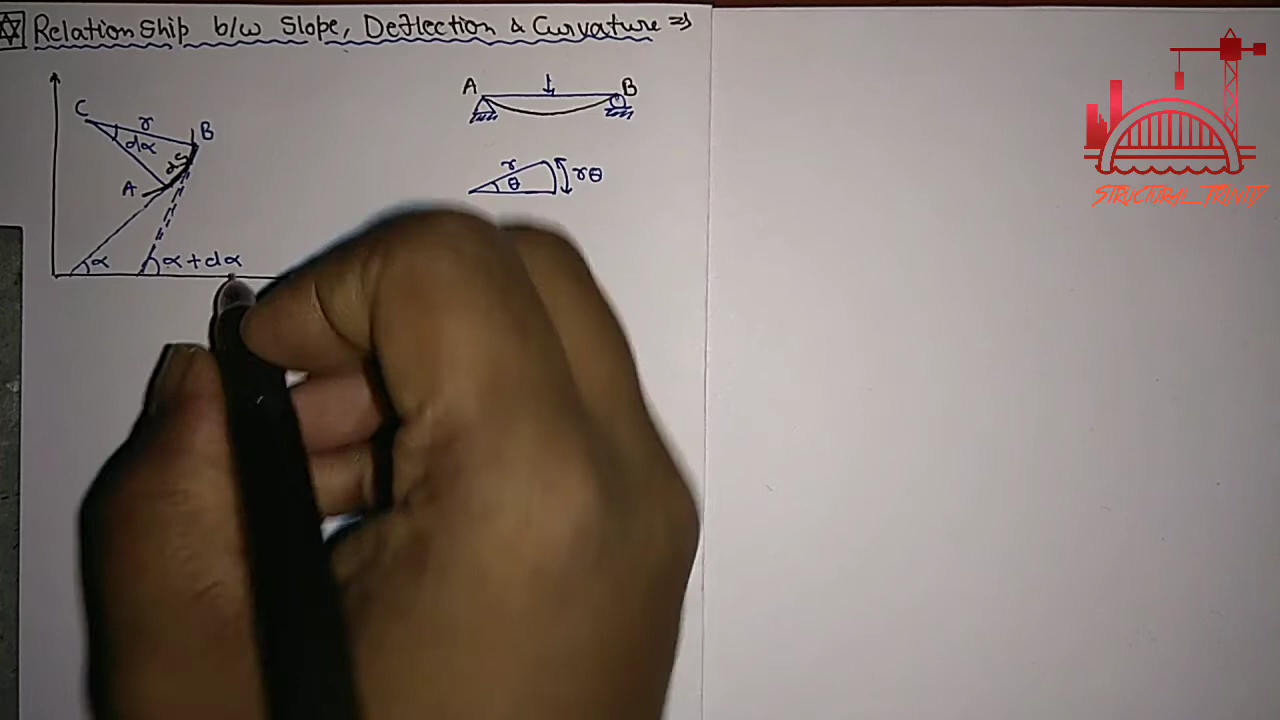 Relationship b/w Slope, Deflection & Curvature ⇒
A B
C r B
dα
dS
A
r θ rθ
α α+dα
STRUCTURAL_TRINITY